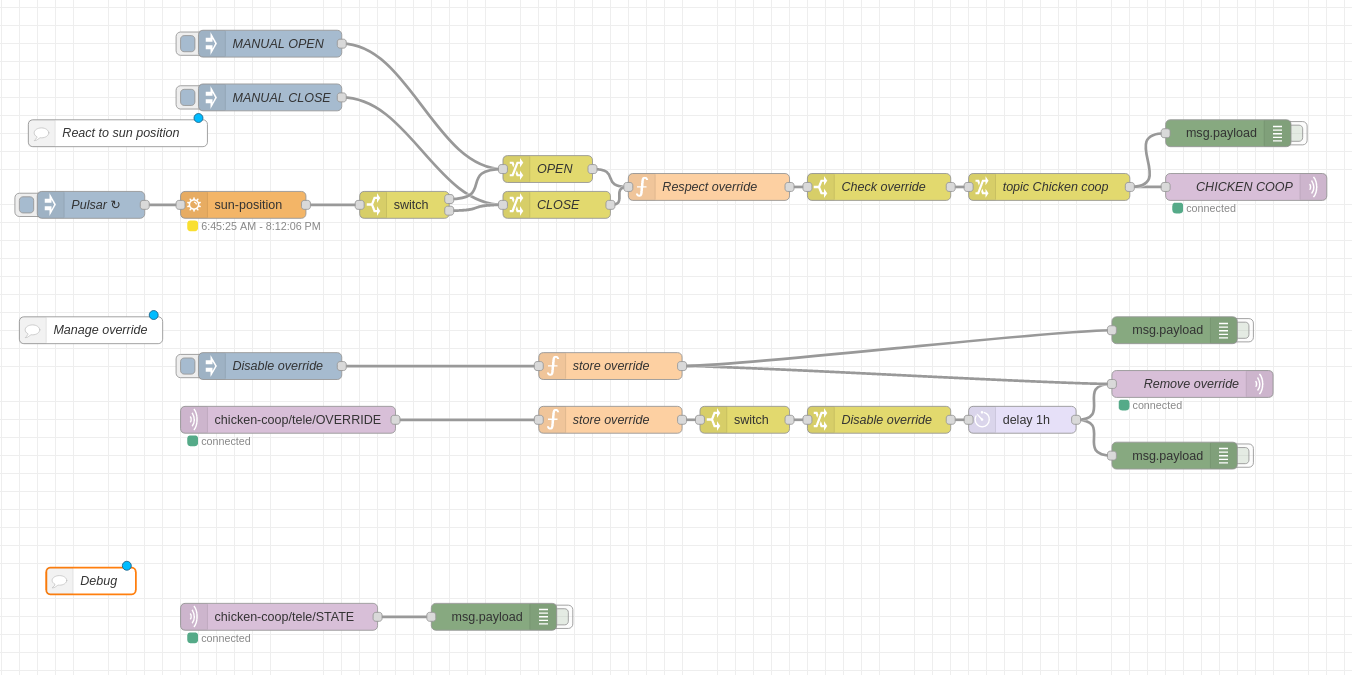 MANUAL OPEN
MANUAL CLOSE
React to sun position
msg.payload
OPEN
Respect override
Check override
topic Chicken coop
CHICKEN COOP
Pulsar ↻
sun-position
switch
CLOSE
connected
6:45:25 AM - 8:12:06 PM
Manage override
msg.payload
Disable override
store override
Remove override
connected
chicken-coop/tele/OVERRIDE
store override
switch
Disable override
delay 1h
connected
msg.payload
Debug
chicken-coop/tele/STATE
msg.payload
connected